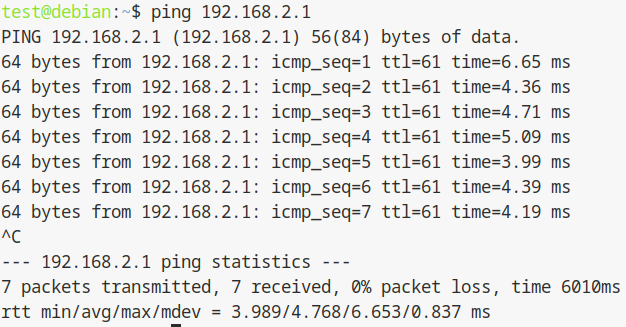 test@debian:~$ ping 192.168.2.1
PING 192.168.2.1 (192.168.2.1) 56(84) bytes of data.
64 bytes from 192.168.2.1: icmp_seq=1 ttl=61 time=6.65 ms
64 bytes from 192.168.2.1: icmp_seq=2 ttl=61 time=4.36 ms
64 bytes from 192.168.2.1: icmp_seq=3 ttl=61 time=4.71 ms
64 bytes from 192.168.2.1: icmp_seq=4 ttl=61 time=5.09 ms
64 bytes from 192.168.2.1: icmp_seq=5 ttl=61 time=3.99 ms
64 bytes from 192.168.2.1: icmp_seq=6 ttl=61 time=4.39 ms
64 bytes from 192.168.2.1: icmp_seq=7 ttl=61 time=4.19 ms
^C
--- 192.168.2.1 ping statistics ---
7 packets transmitted, 7 received, 0% packet loss, time 6010ms
rtt min/avg/max/mdev = 3.989/4.768/6.653/0.837 ms